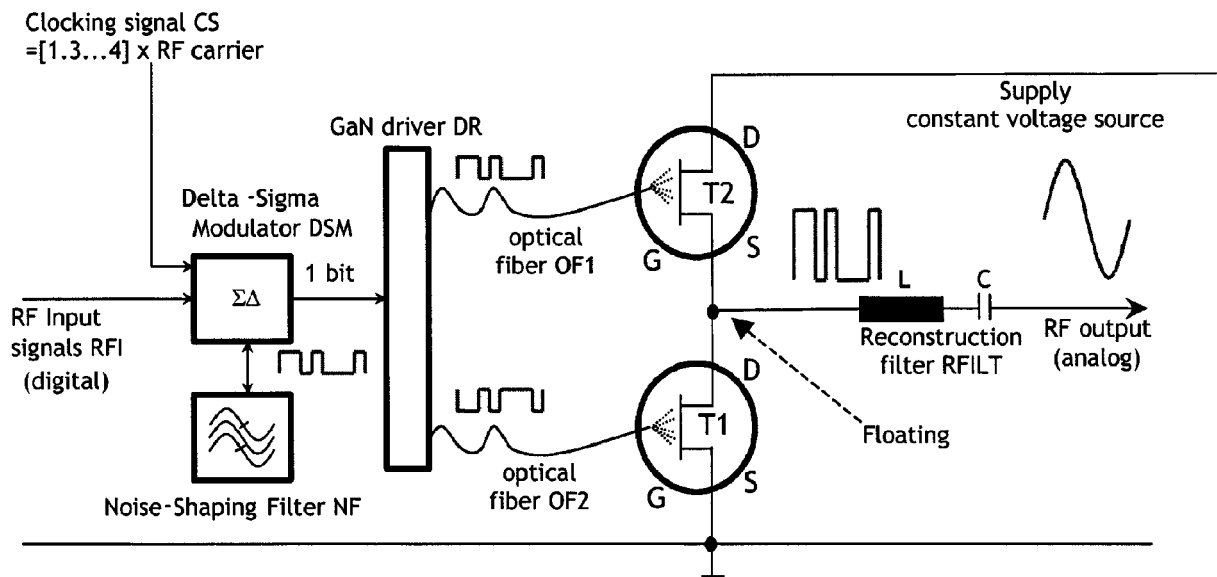 Clocking signal CS
=[1.3...4] x RF carrier
Supply
constant voltage source
GaN driver DR
D
T2
G
S
Delta -Sigma
Modulator DSM
optical
fiber OF1
1 bit
ΣΔ
L
C
RF Input
signals RFI
(digital)
Reconstruction
filter RFILT
RF output
(analog)
D
T1
G
S
Floating
optical
fiber OF2
Noise-Shaping Filter NF